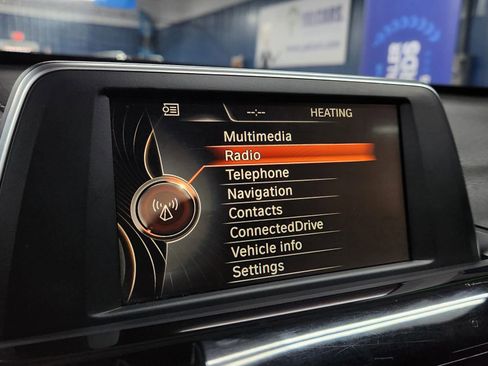 --:--
HEATING
Multimedia
Radio
Telephone
Navigation
Contacts
ConnectedDrive
Vehicle info
Settings